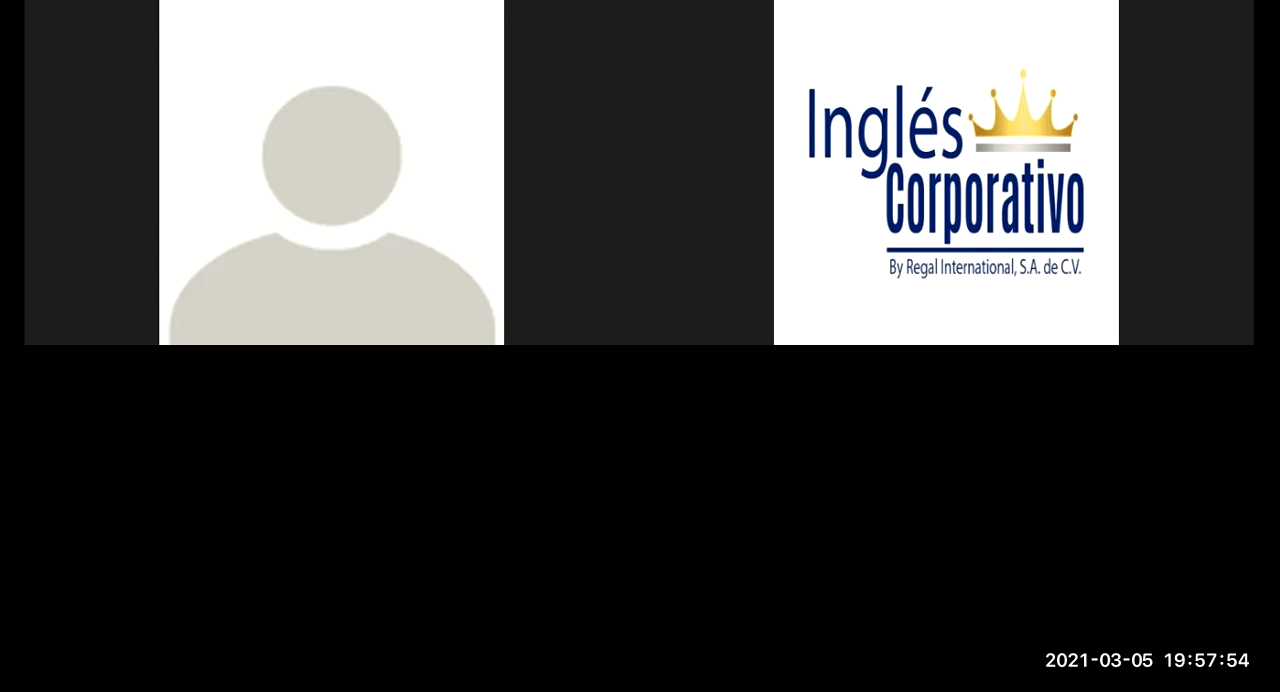 Inglés
Corporativo
By Regal International, S.A. de C.V.
2021-03-05 19:57:54